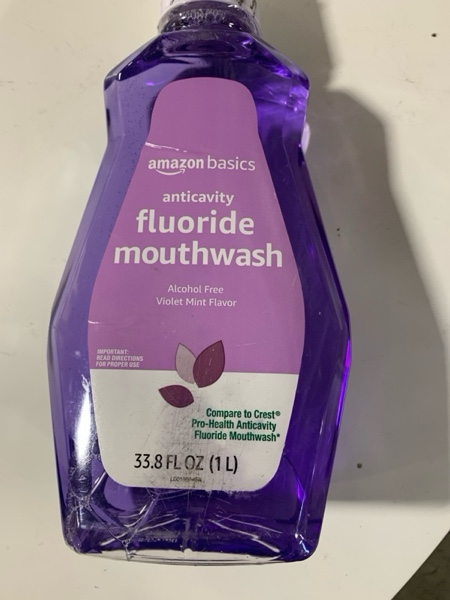 amazon basics
anticavity
fluoride
mouthwash
Alcohol Free
Violet Mint Flavor
IMPORTANT:
READ DIRECTIONS
FOR PROPER USE
Compare to Crest®
Pro-Health Anticavity
Fluoride Mouthwash*
33.8 FL OZ (1 L)